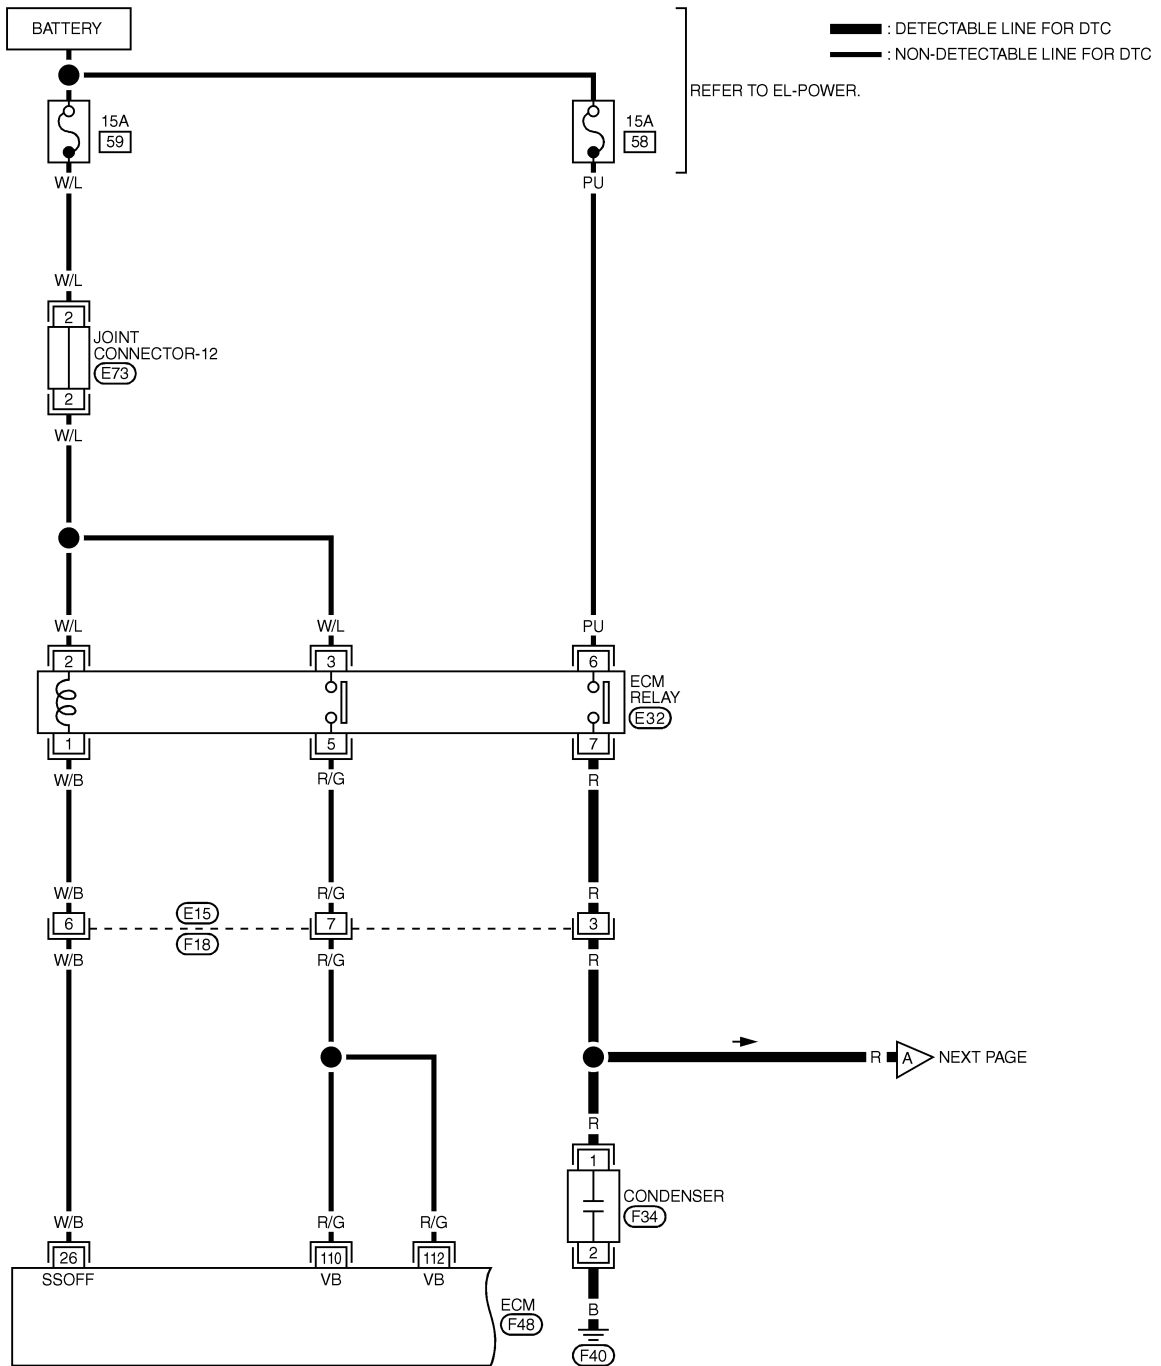 BATTERY
: DETECTABLE LINE FOR DTC
: NON-DETECTABLE LINE FOR DTC
REFER TO EL-POWER.
15A
59
15A
58
W/L
PU
W/L
2
JOINT
CONNECTOR-12
E73
2
W/L
W/L
W/L
PU
2
3
6
ECM
RELAY
E32
1
5
7
W/B
R/G
R
W/B
R/G
R
6
E15
F18
7
3
W/B
R/G
R
R
A
NEXT PAGE
R
1
CONDENSER
F34
2
W/B
R/G
R/G
26
110
112
SSOFF
VB
VB
ECM
F48
B
F40